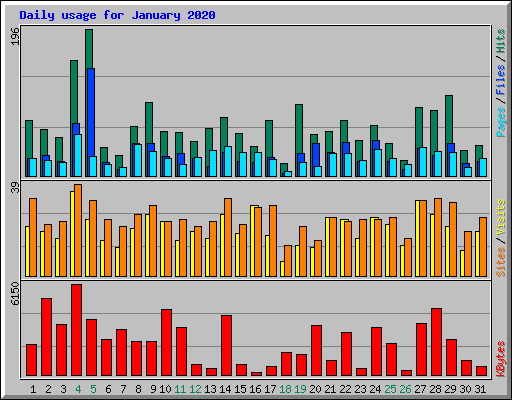 Daily usage for January 2020
196
Pages / Files / Hits
39
Sites / Visits
6150
KBytes
1 2 3 4 5 6 7 8 9 10 11 12 13 14 15 16 17 18 19 20 21 22 23 24 25 26 27 28 29 30 31